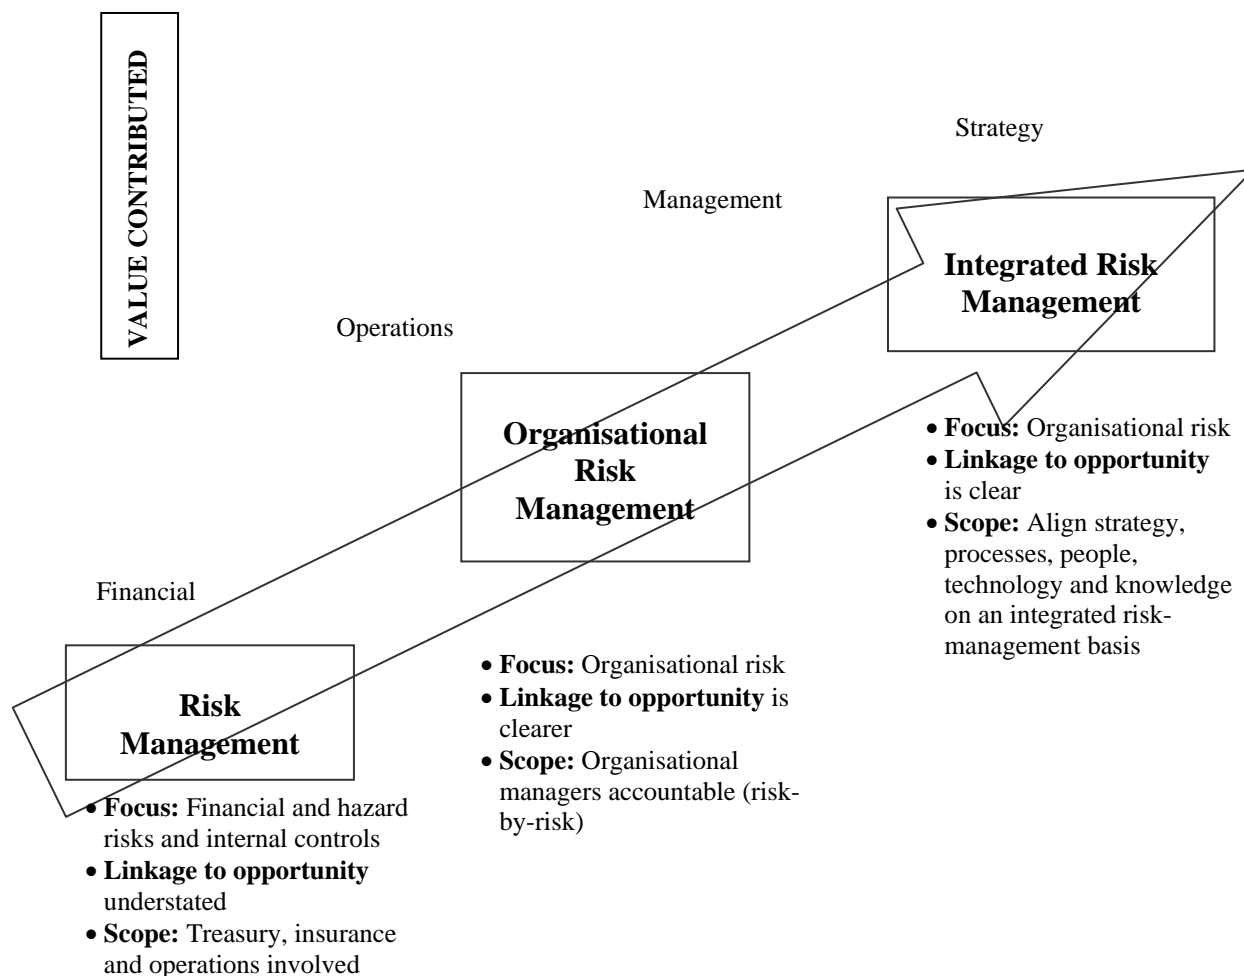 VALUE CONTRIBUTED
Strategy
Management
Integrated Risk
Management
Operations
Organisational
Risk
Management
• Focus: Organisational risk
• Linkage to opportunity
is clear
• Scope: Align strategy,
processes, people,
technology and knowledge
on an integrated risk-
management basis
Financial
Risk
Management
• Focus: Organisational risk
• Linkage to opportunity is
clearer
• Scope: Organisational
managers accountable (risk-
by-risk)
• Focus: Financial and hazard
risks and internal controls
• Linkage to opportunity
understated
• Scope: Treasury, insurance
and operations involved